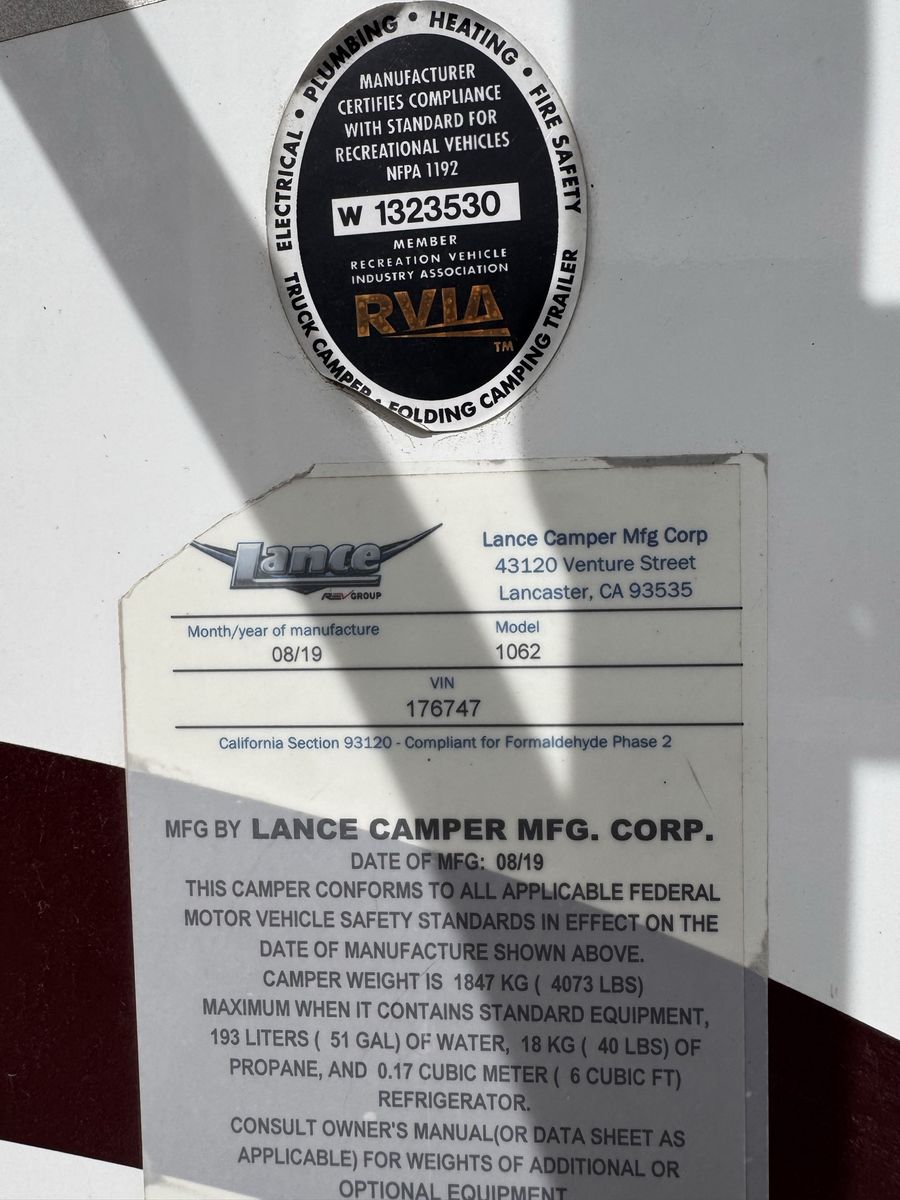 ELECTRICAL • PLUMBING • HEATING • FIRE SAFETY
MANUFACTURER
CERTIFIES COMPLIANCE
WITH STANDARD FOR
RECREATIONAL VEHICLES
NFPA 1192
W 1323530
MEMBER
RECREATION VEHICLE
INDUSTRY ASSOCIATION
RVIA
TM
TRUCK CAMPER • FOLDING CAMPING TRAILER
Lance
REV GROUP
Lance Camper Mfg Corp
43120 Venture Street
Lancaster, CA 93535
Month/year of manufacture
08/19
Model
1062
VIN
176747
California Section 93120 - Compliant for Formaldehyde Phase 2
MFG BY LANCE CAMPER MFG. CORP.
DATE OF MFG: 08/19
THIS CAMPER CONFORMS TO ALL APPLICABLE FEDERAL
MOTOR VEHICLE SAFETY STANDARDS IN EFFECT ON THE
DATE OF MANUFACTURE SHOWN ABOVE.
CAMPER WEIGHT IS 1847 KG ( 4073 LBS)
MAXIMUM WHEN IT CONTAINS STANDARD EQUIPMENT,
193 LITERS ( 51 GAL) OF WATER, 18 KG ( 40 LBS) OF
PROPANE, AND 0.17 CUBIC METER ( 6 CUBIC FT)
REFRIGERATOR.
CONSULT OWNER'S MANUAL(OR DATA SHEET AS
APPLICABLE) FOR WEIGHTS OF ADDITIONAL OR
OPTIONAL EQUIPMENT